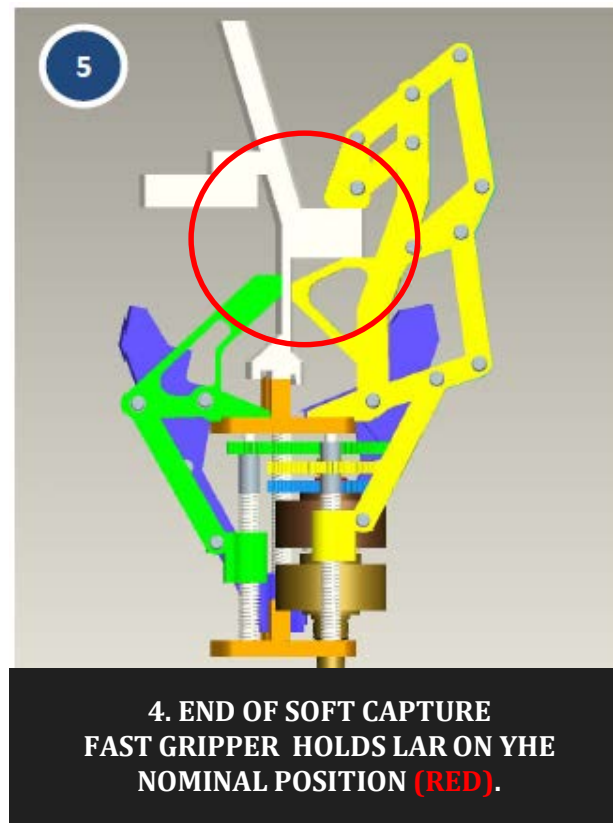 5
4. END OF SOFT CAPTURE
FAST GRIPPER HOLDS LAR ON YHE
NOMINAL POSITION (RED).